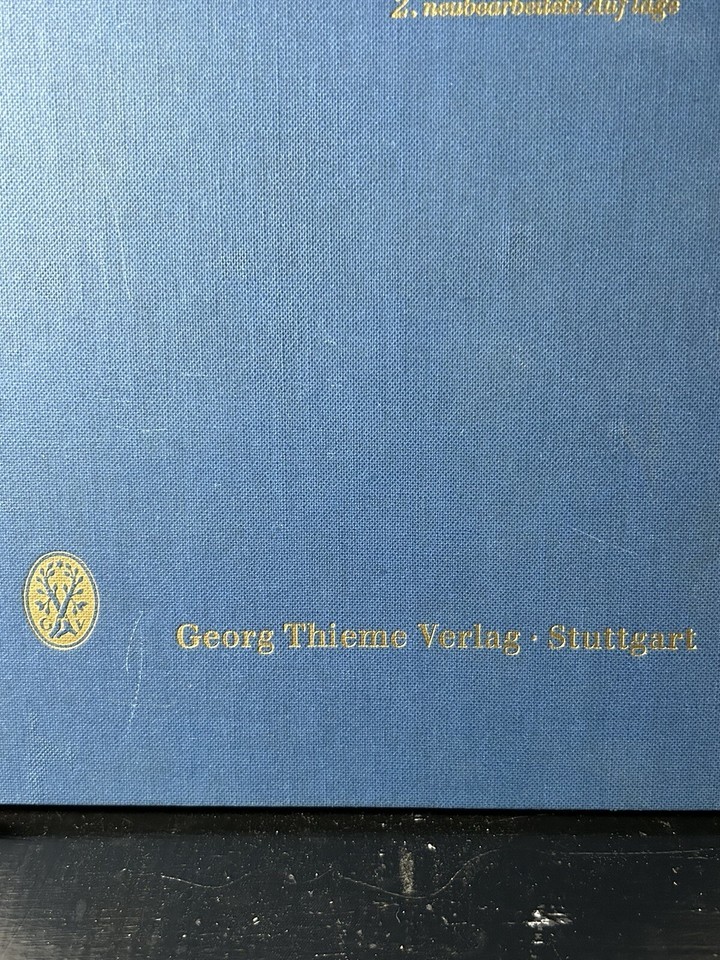 2. neubearbeitete Auflage
G V
Georg Thieme Verlag · Stuttgart